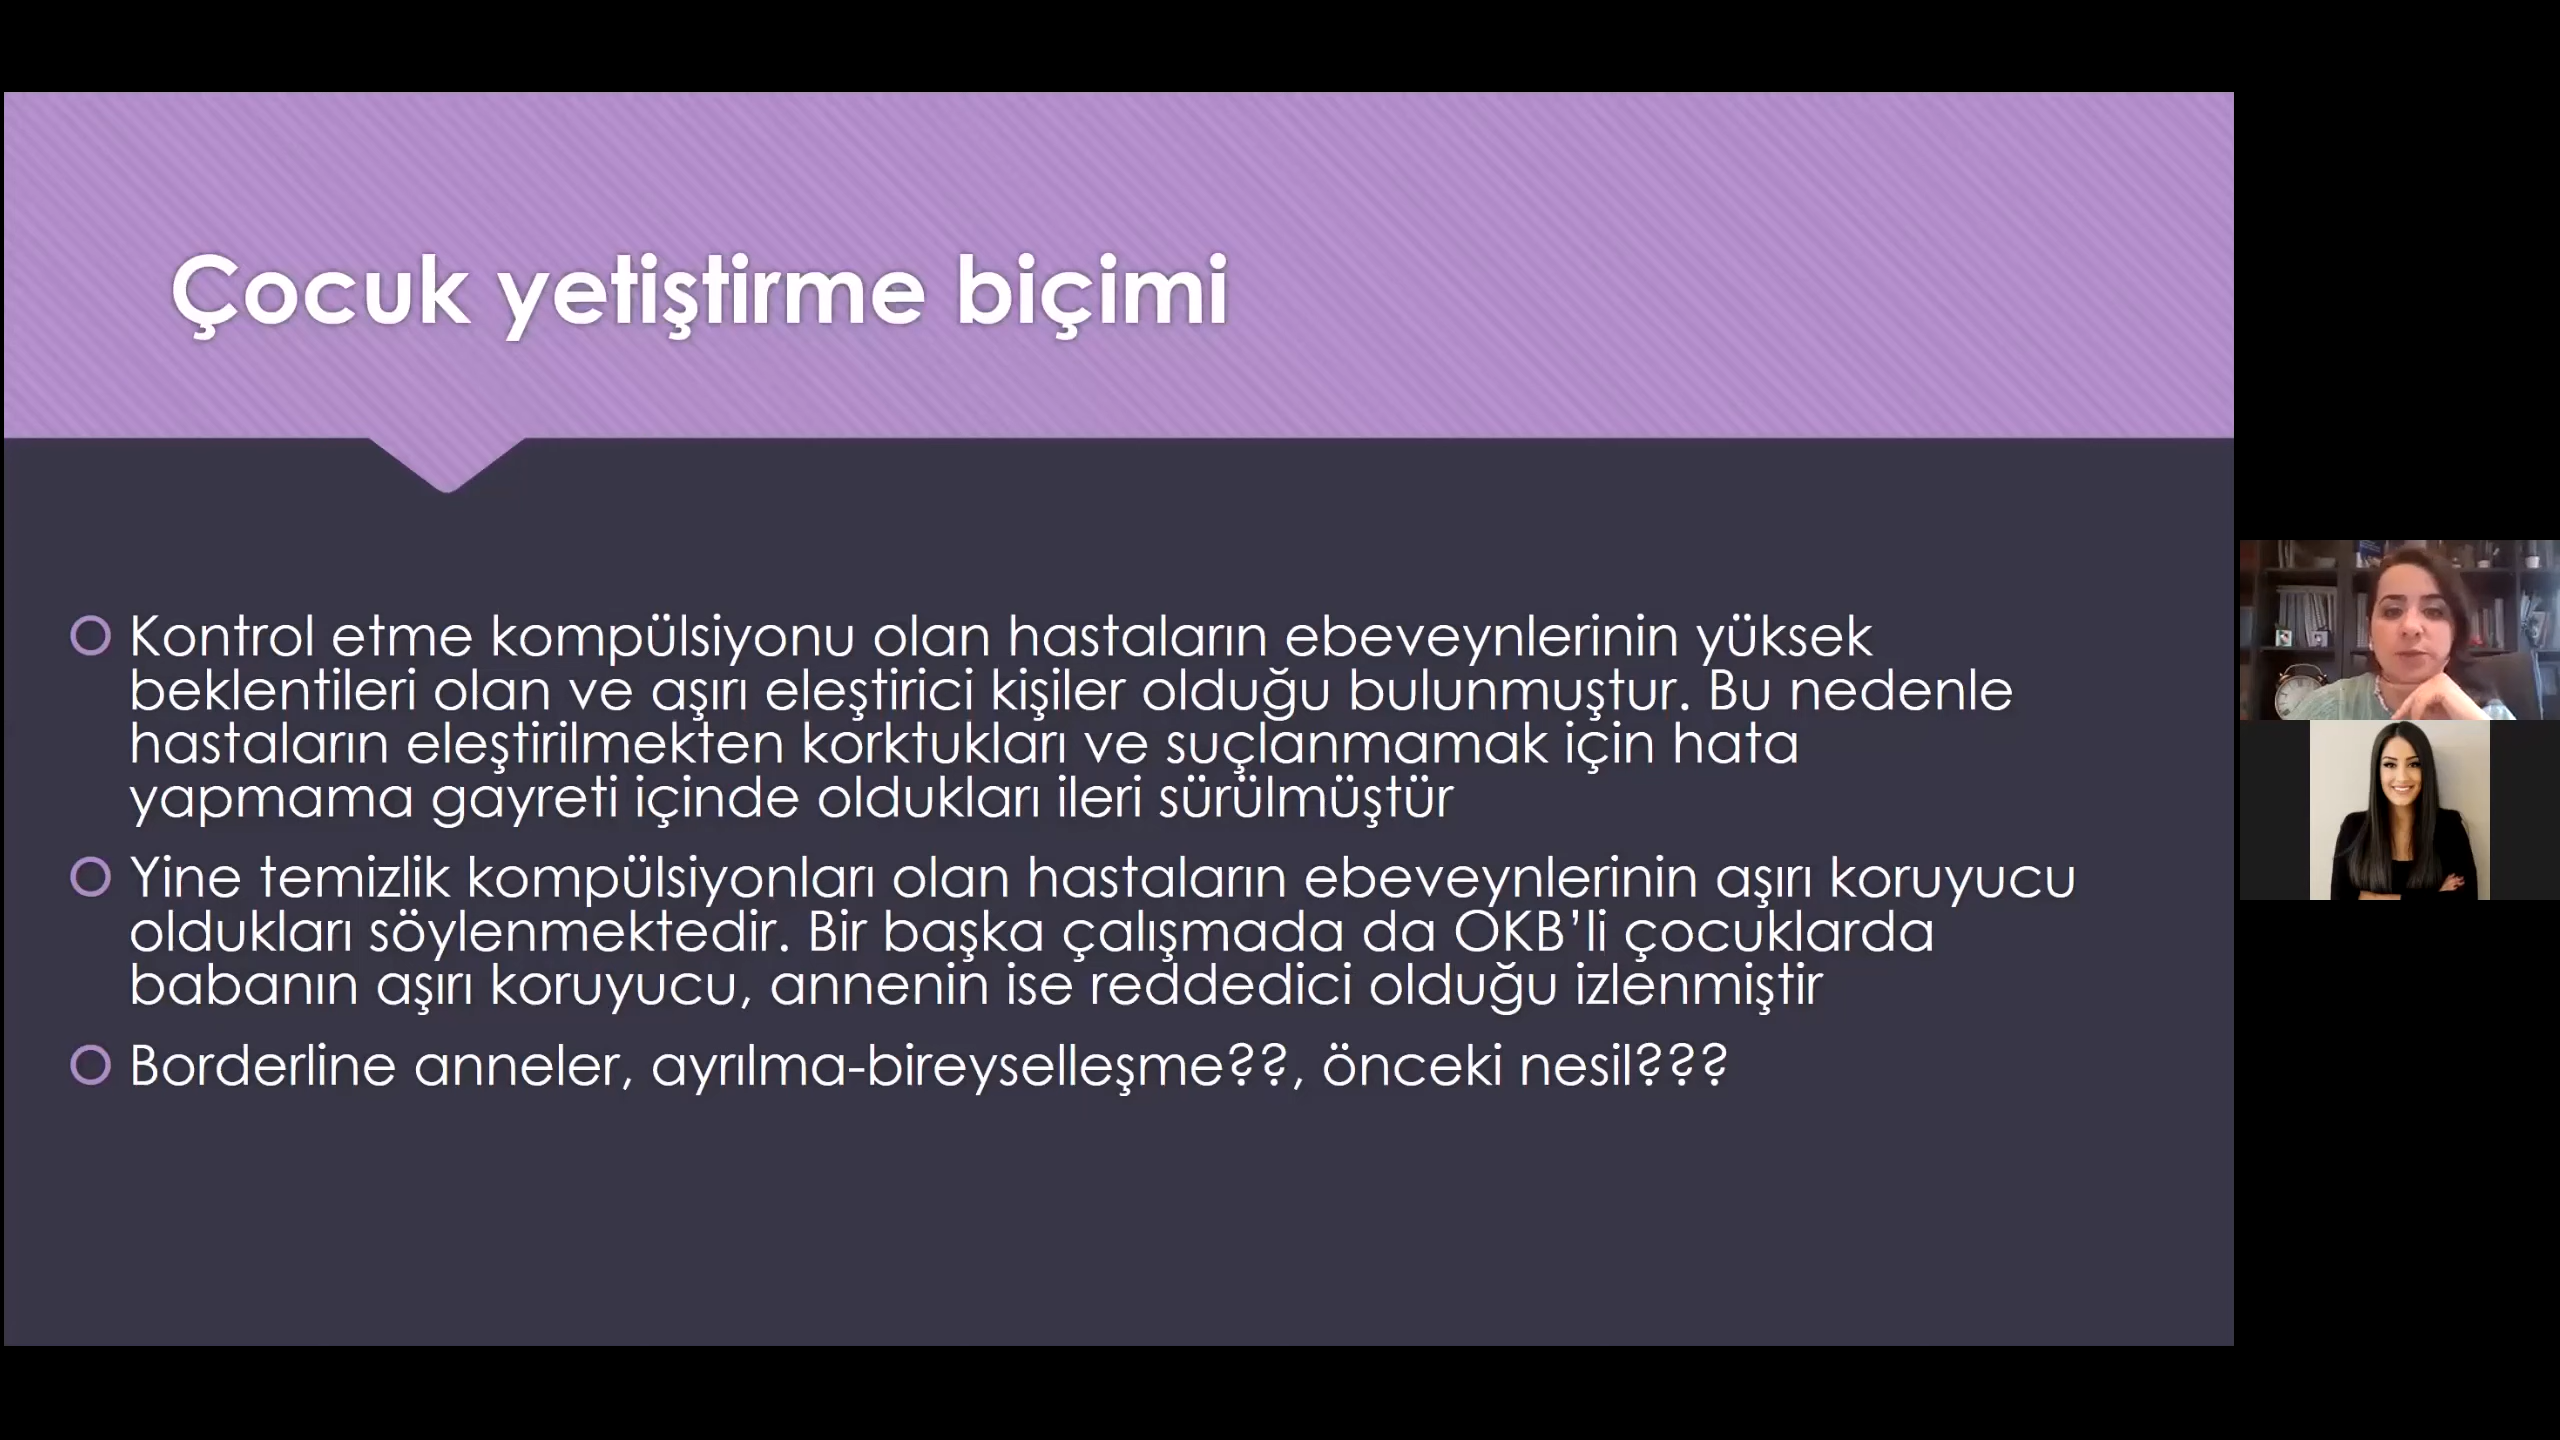 Çocuk yetiştirme biçimi
Kontrol etme kompülsiyonu olan hastaların ebeveynlerinin yüksek
beklentileri olan ve aşırı eleştirici kişiler olduğu bulunmuştur. Bu nedenle
hastaların eleştirilmekten korktukları ve suçlanmamak için hata
yapmama gayreti içinde oldukları ileri sürülmüştür
Yine temizlik kompülsiyonları olan hastaların ebeveynlerinin aşırı koruyucu
oldukları söylenmektedir. Bir başka çalışmada da OKB’li çocuklarda
babanın aşırı koruyucu, annenin ise reddedici olduğu izlenmiştir
Borderline anneler, ayrılma-bireyselleşme??, önceki nesil???